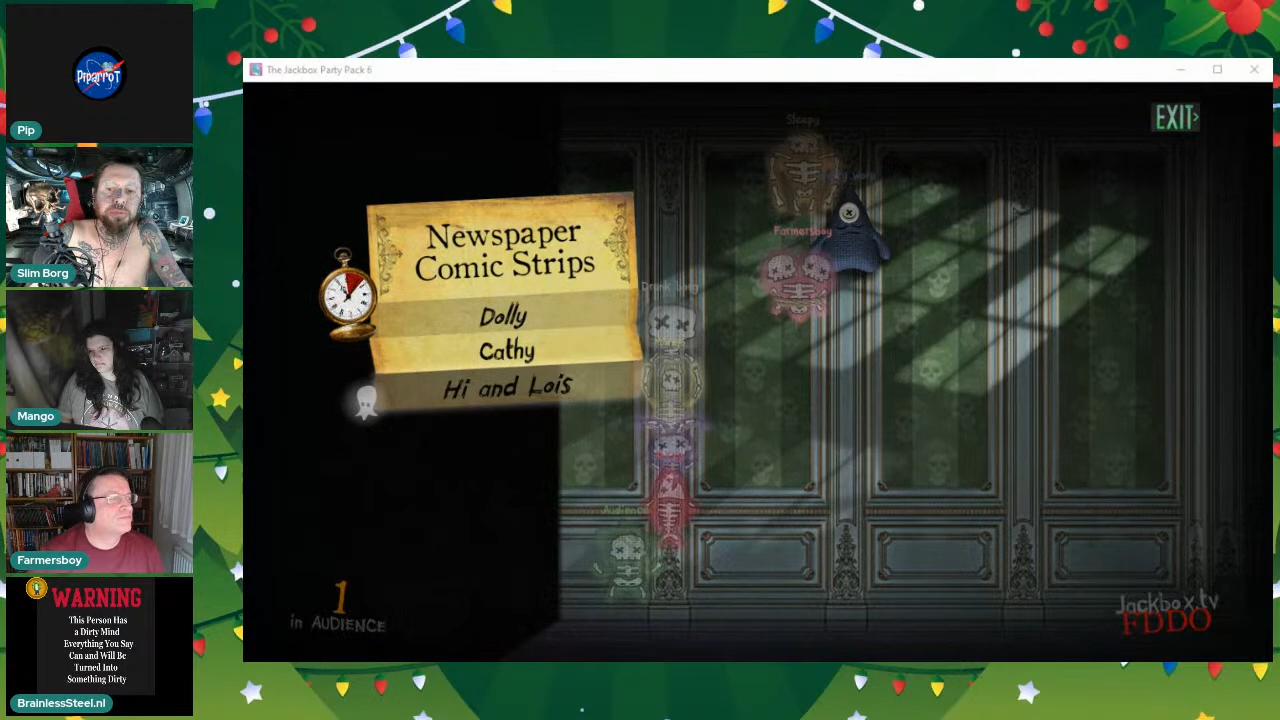 PiparroT
Pip
Slim Borg
Mango
Farmersboy
WARNING
This Person Has
a Dirty Mind
Everything You Say
Can and Will Be
Turned Into
Something Dirty
BrainlessSteel.nl
The Jackbox Party Pack 6
EXIT
Sleepy
Farmersboy
Newspaper
Comic Strips
Dolly
Cathy
Hi and Lois
Audience
1
in AUDIENCE
Jackbox.tv
FDDO